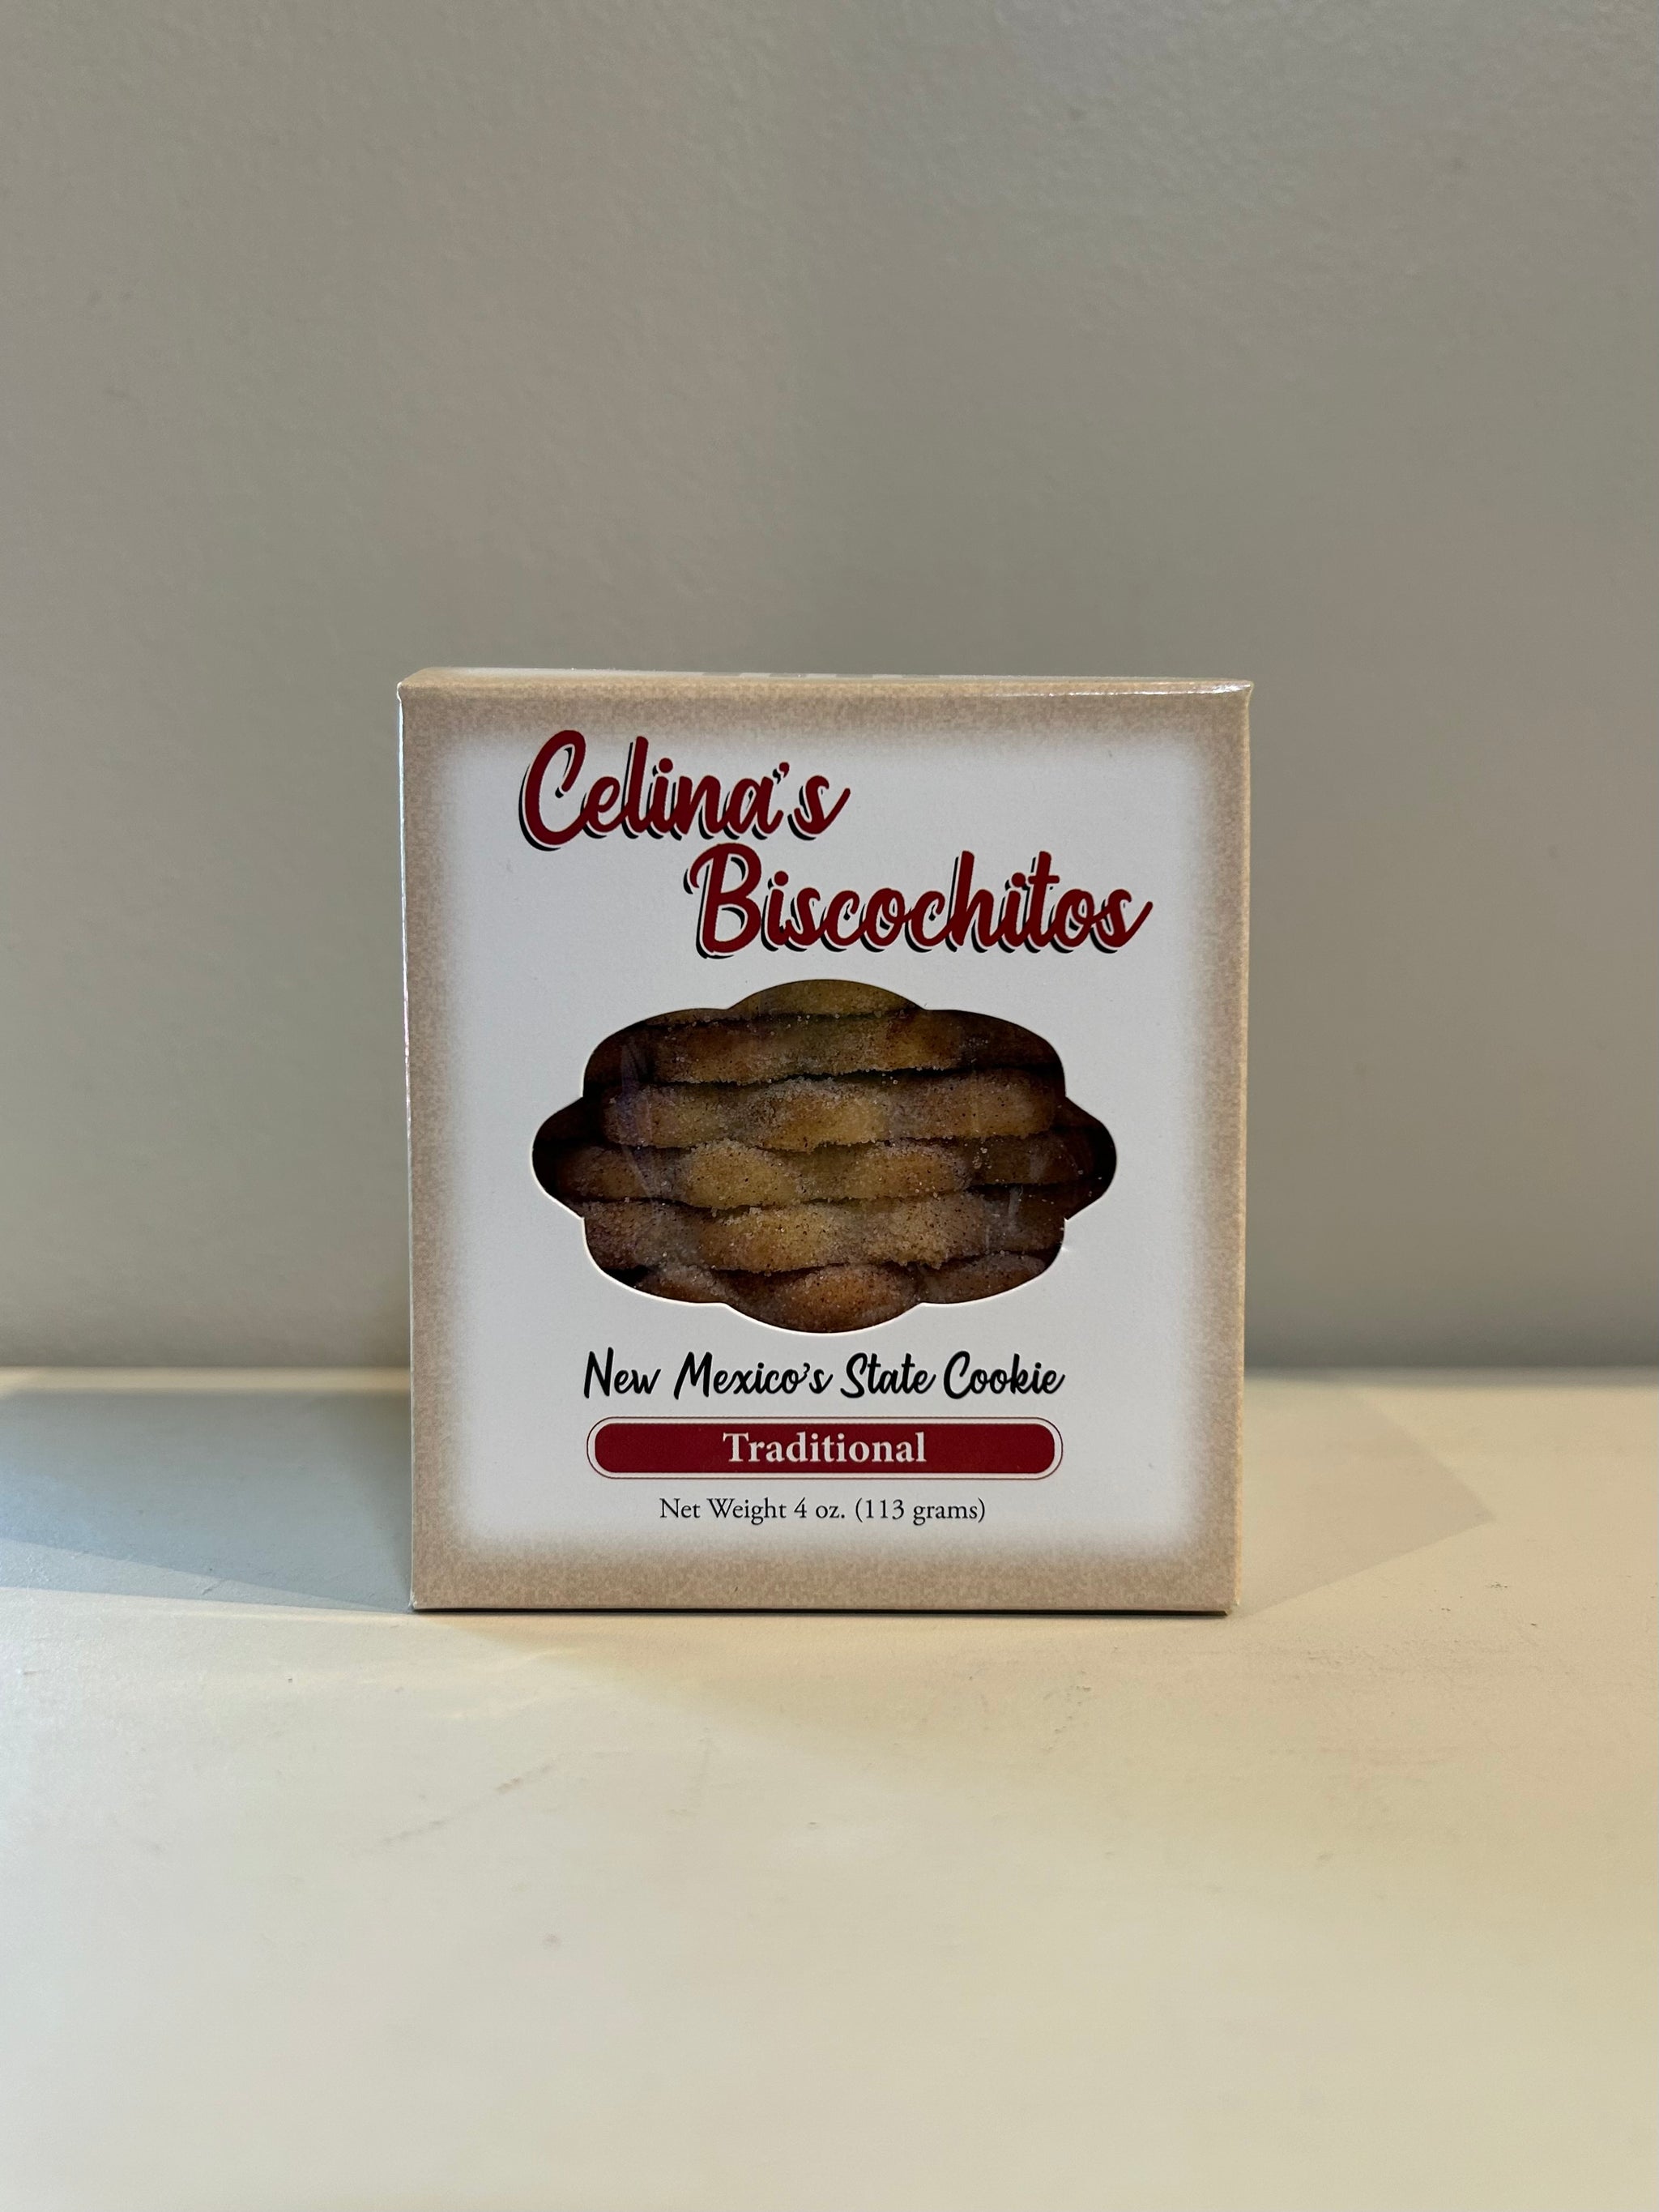 Celina's
Biscochitos
New Mexico's State Cookie
Traditional
Net Weight 4 oz. (113 grams)